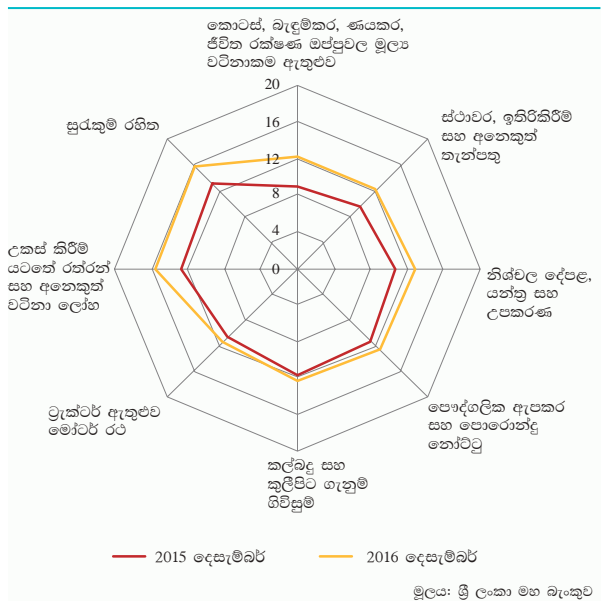 කොටස්, බැඳුම්කර, ණයකර,
ජීවිත රක්ෂණ ඔප්පුවල මූල්‍ය
වටිනාකම ඇතුළුව
ස්ථාවර, ඉතිරිකිරීම්
සහ අනෙකුත්
තැන්පතු
නිශ්චල දේපළ,
යන්ත්‍ර සහ
උපකරණ
පෞද්ගලික ඇපකර
සහ පොරොන්දු
නෝට්ටු
කල්බදු සහ
කුලීපිට ගැනුම්
ගිවිසුම්
ට්‍රැක්ටර් ඇතුළුව
මෝටර් රථ
උකස් කිරීම්
යටතේ රත්රන්
සහ අනෙකුත්
වටිනා ලෝහ
සුරැකුම් රහිත
20
16
12
8
4
0
2015 දෙසැම්බර්
2016 දෙසැම්බර්
මූලය: ශ්‍රී ලංකා මහ බැංකුව